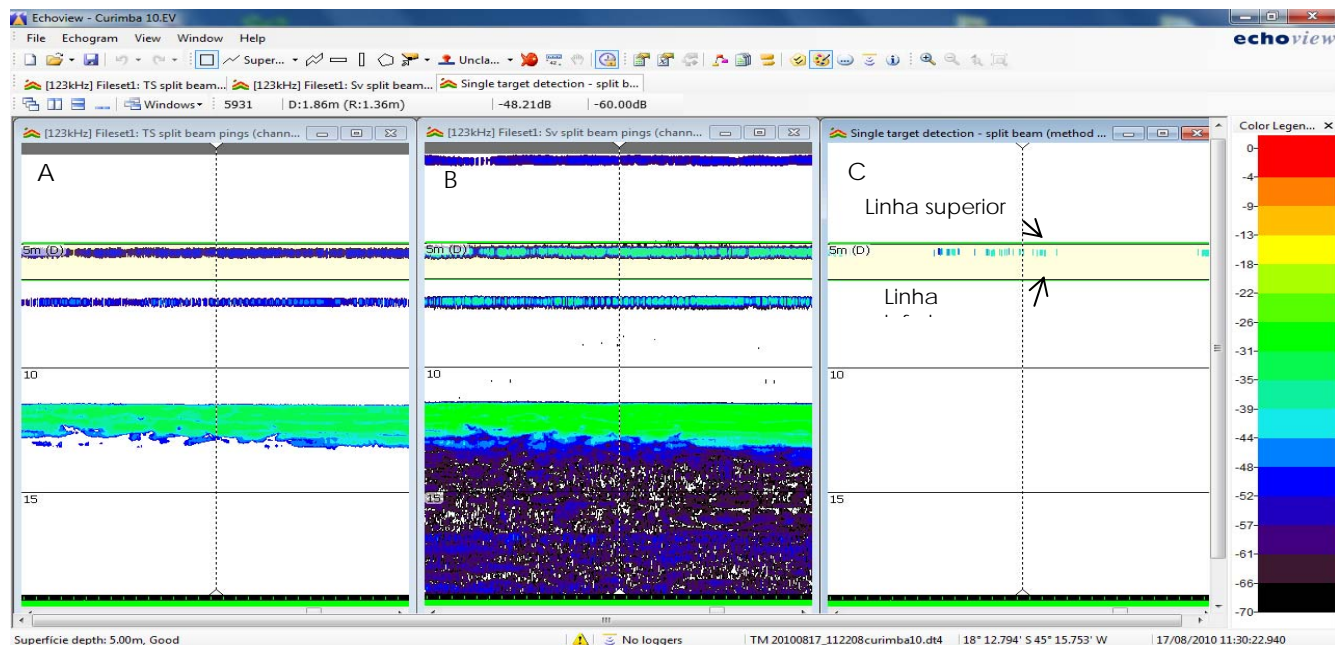 Echoview - Curimba 10.EV
File Echogram View Window Help
echoview
Super...
Uncla...
[123kHz] Fileset1: TS split beam... [123kHz] Fileset1: Sv split beam... Single target detection - split b...
Windows 5931 D:1.86m (R:1.36m) -48.21dB -60.00dB
[123kHz] Fileset1: TS split beam pings (chann...
A
5m (D)
10
15
[123kHz] Fileset1: Sv split beam pings (chann...
B
5m (D)
10
15
Single target detection - split beam (method ...
C
Linha superior
5m (D)
Linha
10
15
Color Legen...
0
-4
-9
-13
-18
-22
-26
-31
-35
-39
-44
-48
-52
-57
-61
-66
-70
Superfície depth: 5.00m, Good No loggers TM 20100817_112208curimba10.dt4 18° 12.794' S 45° 15.753' W 17/08/2010 11:30:22.940